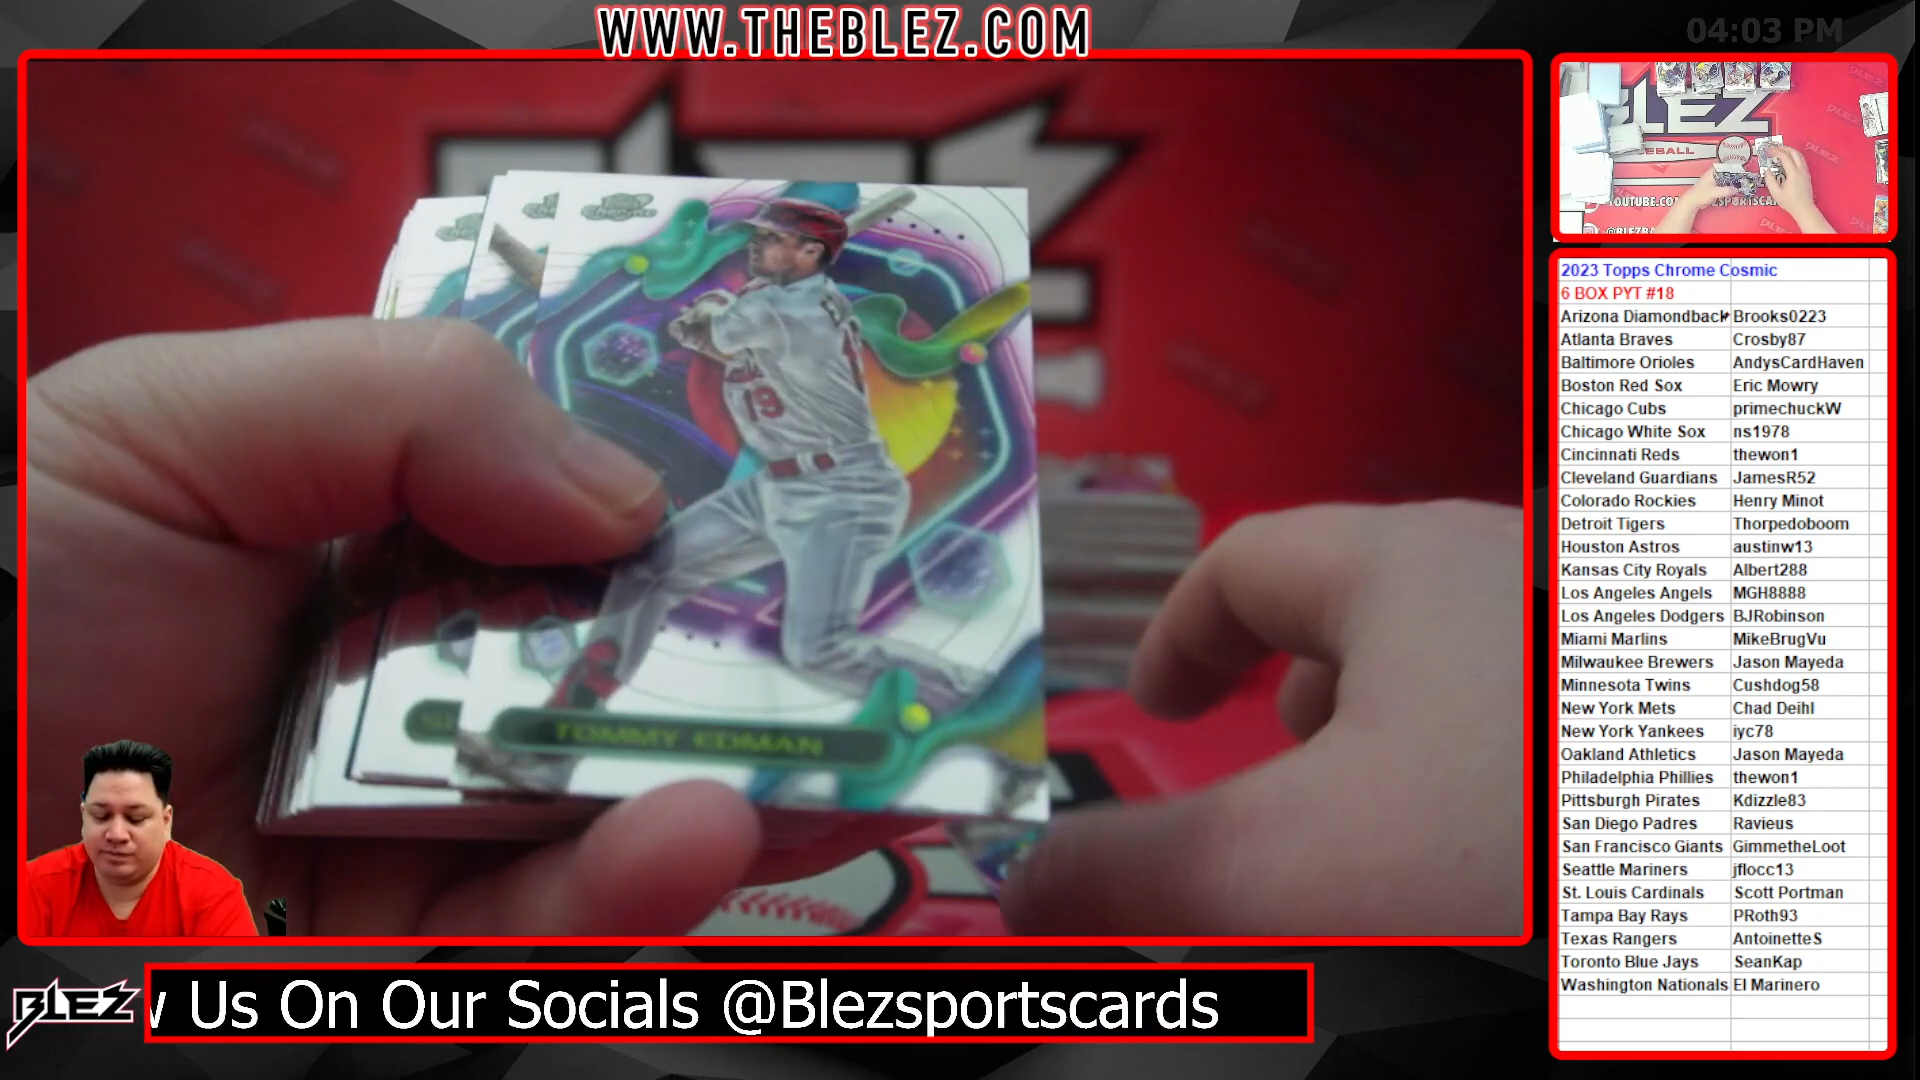 WWW.THEBLEZ.COM
04:03 PM
19
TOMMY EDMAN
BLEZ
2023 Topps Chrome Cosmic
6 BOX PYT #18
Arizona Diamondback Brooks0223
Atlanta Braves Crosby87
Baltimore Orioles AndysCardHaven
Boston Red Sox Eric Mowry
Chicago Cubs primechuckW
Chicago White Sox ns1978
Cincinnati Reds thewon1
Cleveland Guardians JamesR52
Colorado Rockies Henry Minot
Detroit Tigers Thorpedoboom
Houston Astros austinw13
Kansas City Royals Albert288
Los Angeles Angels MGH8888
Los Angeles Dodgers BJRobinson
Miami Marlins MikeBrugVu
Milwaukee Brewers Jason Mayeda
Minnesota Twins Cushdog58
New York Mets Chad Deihl
New York Yankees iyc78
Oakland Athletics Jason Mayeda
Philadelphia Phillies thewon1
Pittsburgh Pirates Kdizzle83
San Diego Padres Ravieus
San Francisco Giants GimmetheLoot
Seattle Mariners jflocc13
St. Louis Cardinals Scott Portman
Tampa Bay Rays PRoth93
Texas Rangers AntoinetteS
Toronto Blue Jays SeanKap
Washington Nationals El Marinero
BLEZ
Us On Our Socials @Blezsportscards